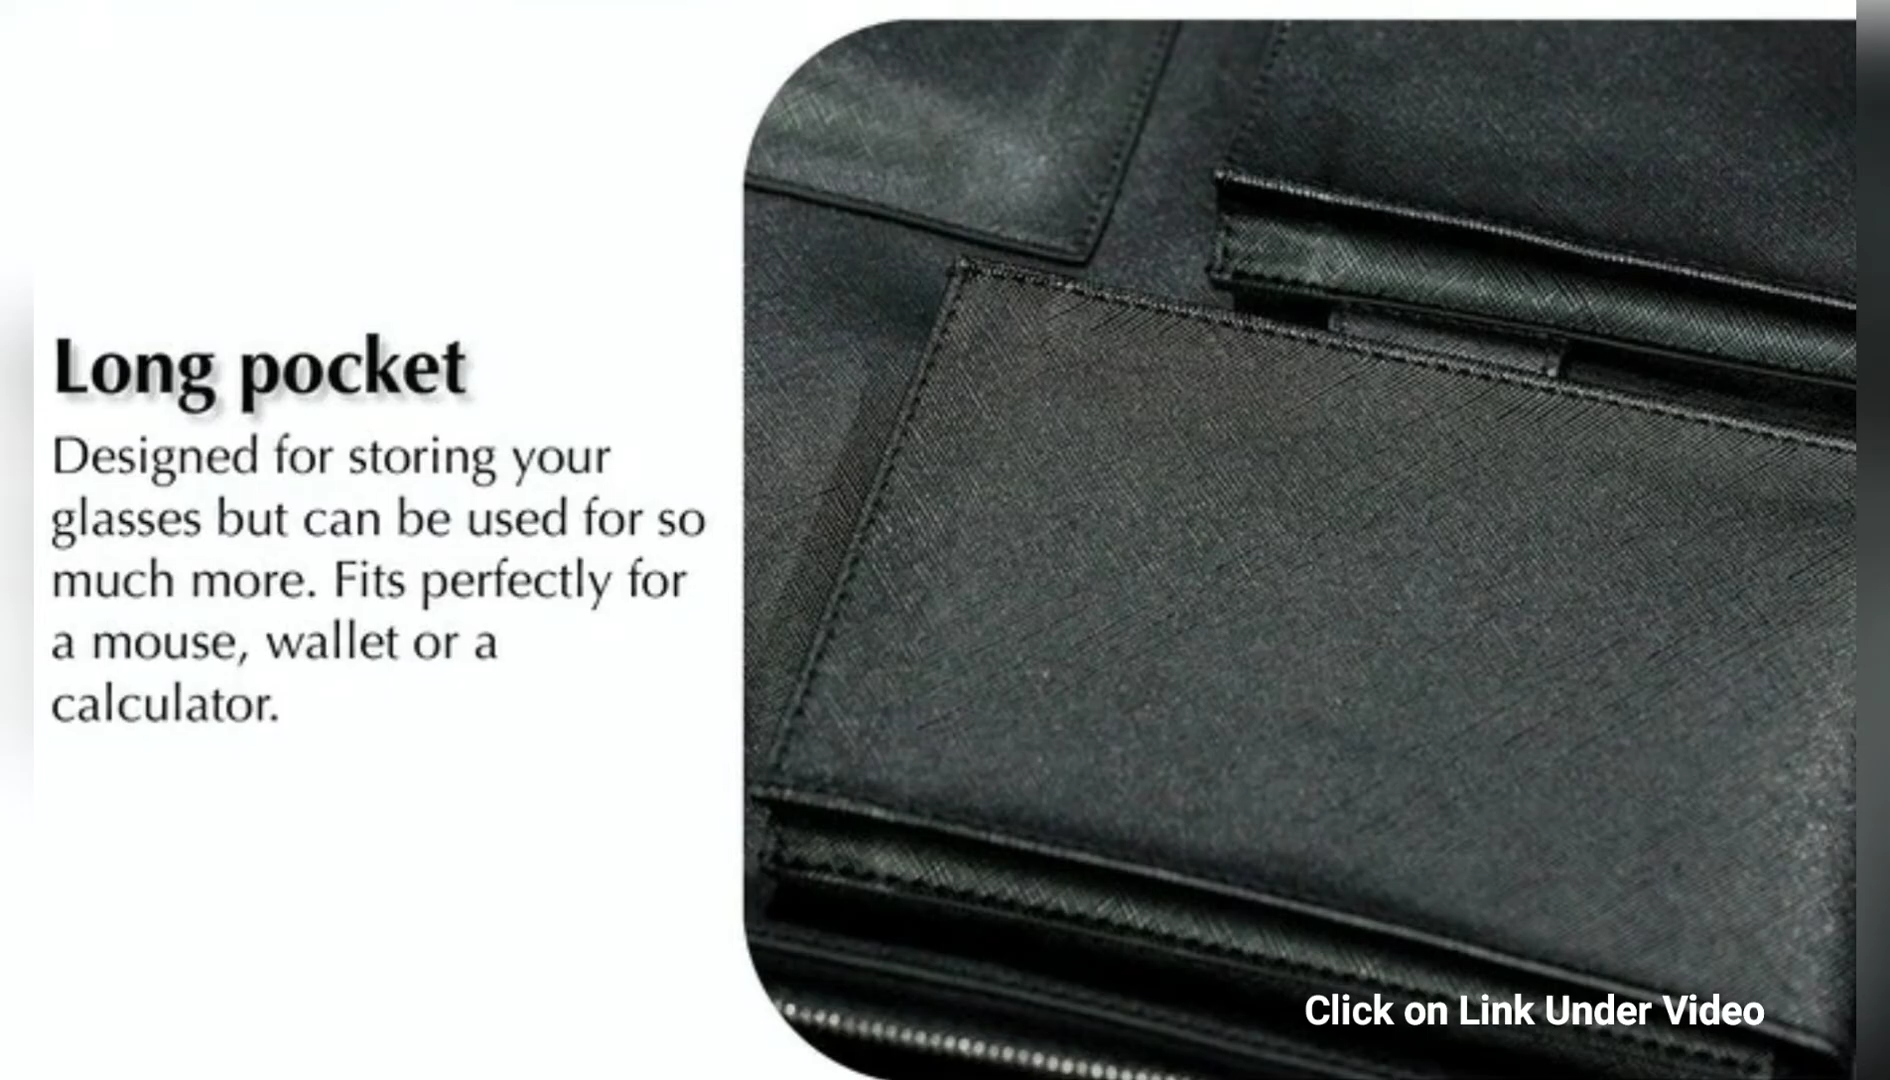 Long pocket
Designed for storing your
glasses but can be used for so
much more. Fits perfectly for
a mouse, wallet or a
calculator.
Click on Link Under Video